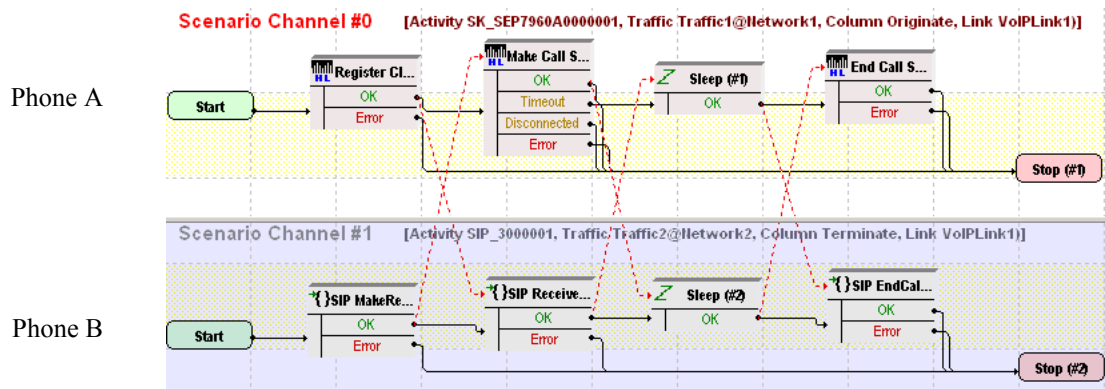 Scenario Channel #0 [Activity SK_SEP7960A0000001, Traffic Traffic1@Network1, Column Originate, Link VoIPLink1)]
Phone A
Start
HL Register Cl...
OK
Error
HL Make Call S...
OK
Timeout
Disconnected
Error
Sleep (#1)
OK
HL End Call S...
OK
Error
Stop (#1)
Scenario Channel #1 [Activity SIP_3000001, Traffic Traffic2@Network2, Column Terminate, Link VoIPLink1)]
Phone B
Start
{}SIP MakeRe...
OK
Error
{}SIP Receive...
OK
Error
Sleep (#2)
OK
{}SIP EndCal...
OK
Error
Stop (#2)